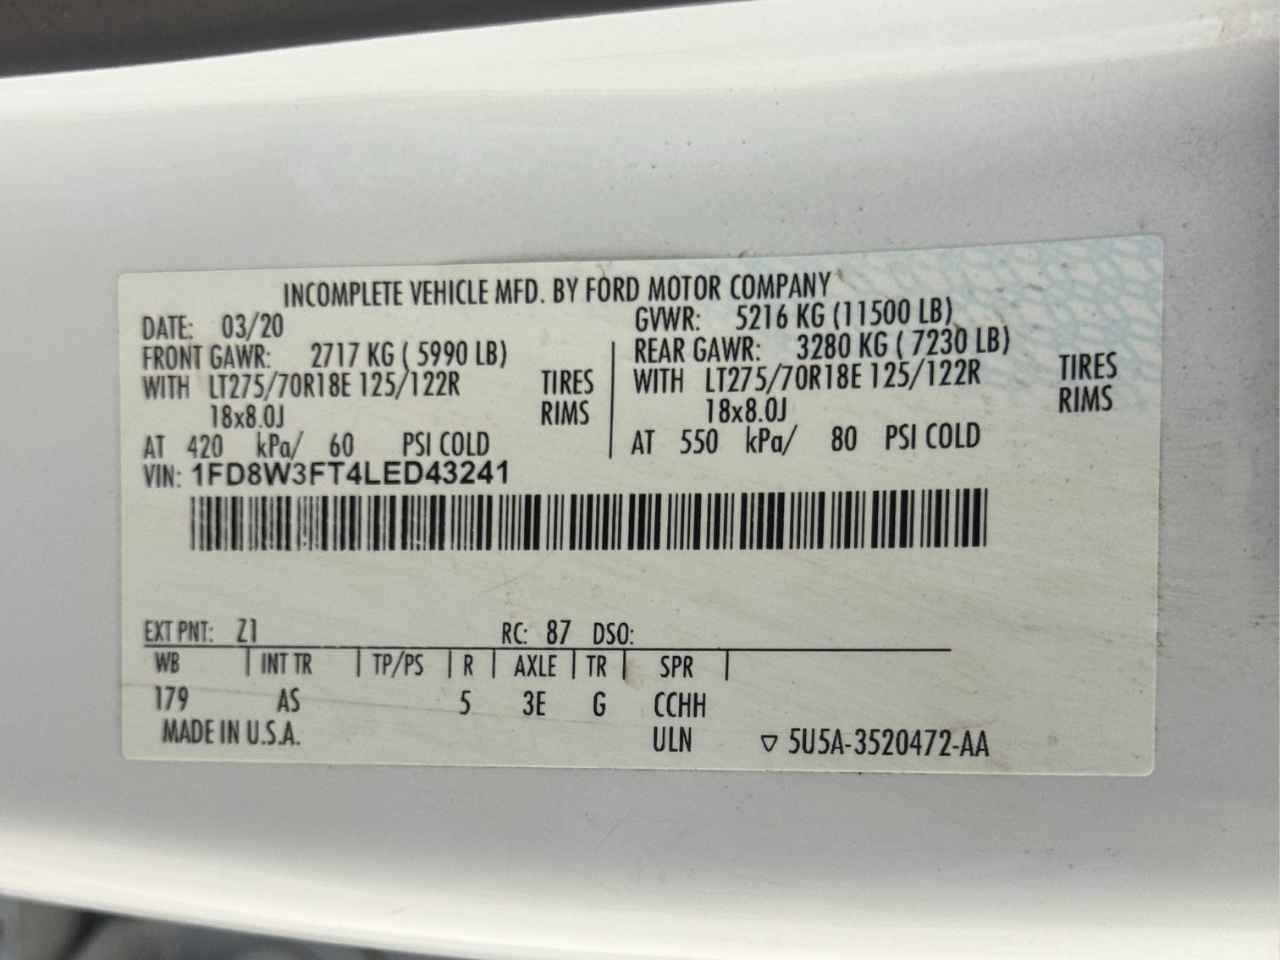 INCOMPLETE VEHICLE MFD. BY FORD MOTOR COMPANY
DATE: 03/20 GVWR: 5216 KG (11500 LB)
FRONT GAWR: 2717 KG ( 5990 LB) REAR GAWR: 3280 KG ( 7230 LB)
WITH LT275/70R18E 125/122R TIRES WITH LT275/70R18E 125/122R TIRES
18x8.0J RIMS 18x8.0J RIMS
AT 420 kPa/ 60 PSI COLD AT 550 kPa/ 80 PSI COLD
VIN: 1FD8W3FT4LED43241
EXT PNT: Z1 RC: 87 DSO:
WB INT TR TP/PS R AXLE TR SPR
179 AS 5 3E G CCHH
MADE IN U.S.A. ULN ▽ 5U5A-3520472-AA